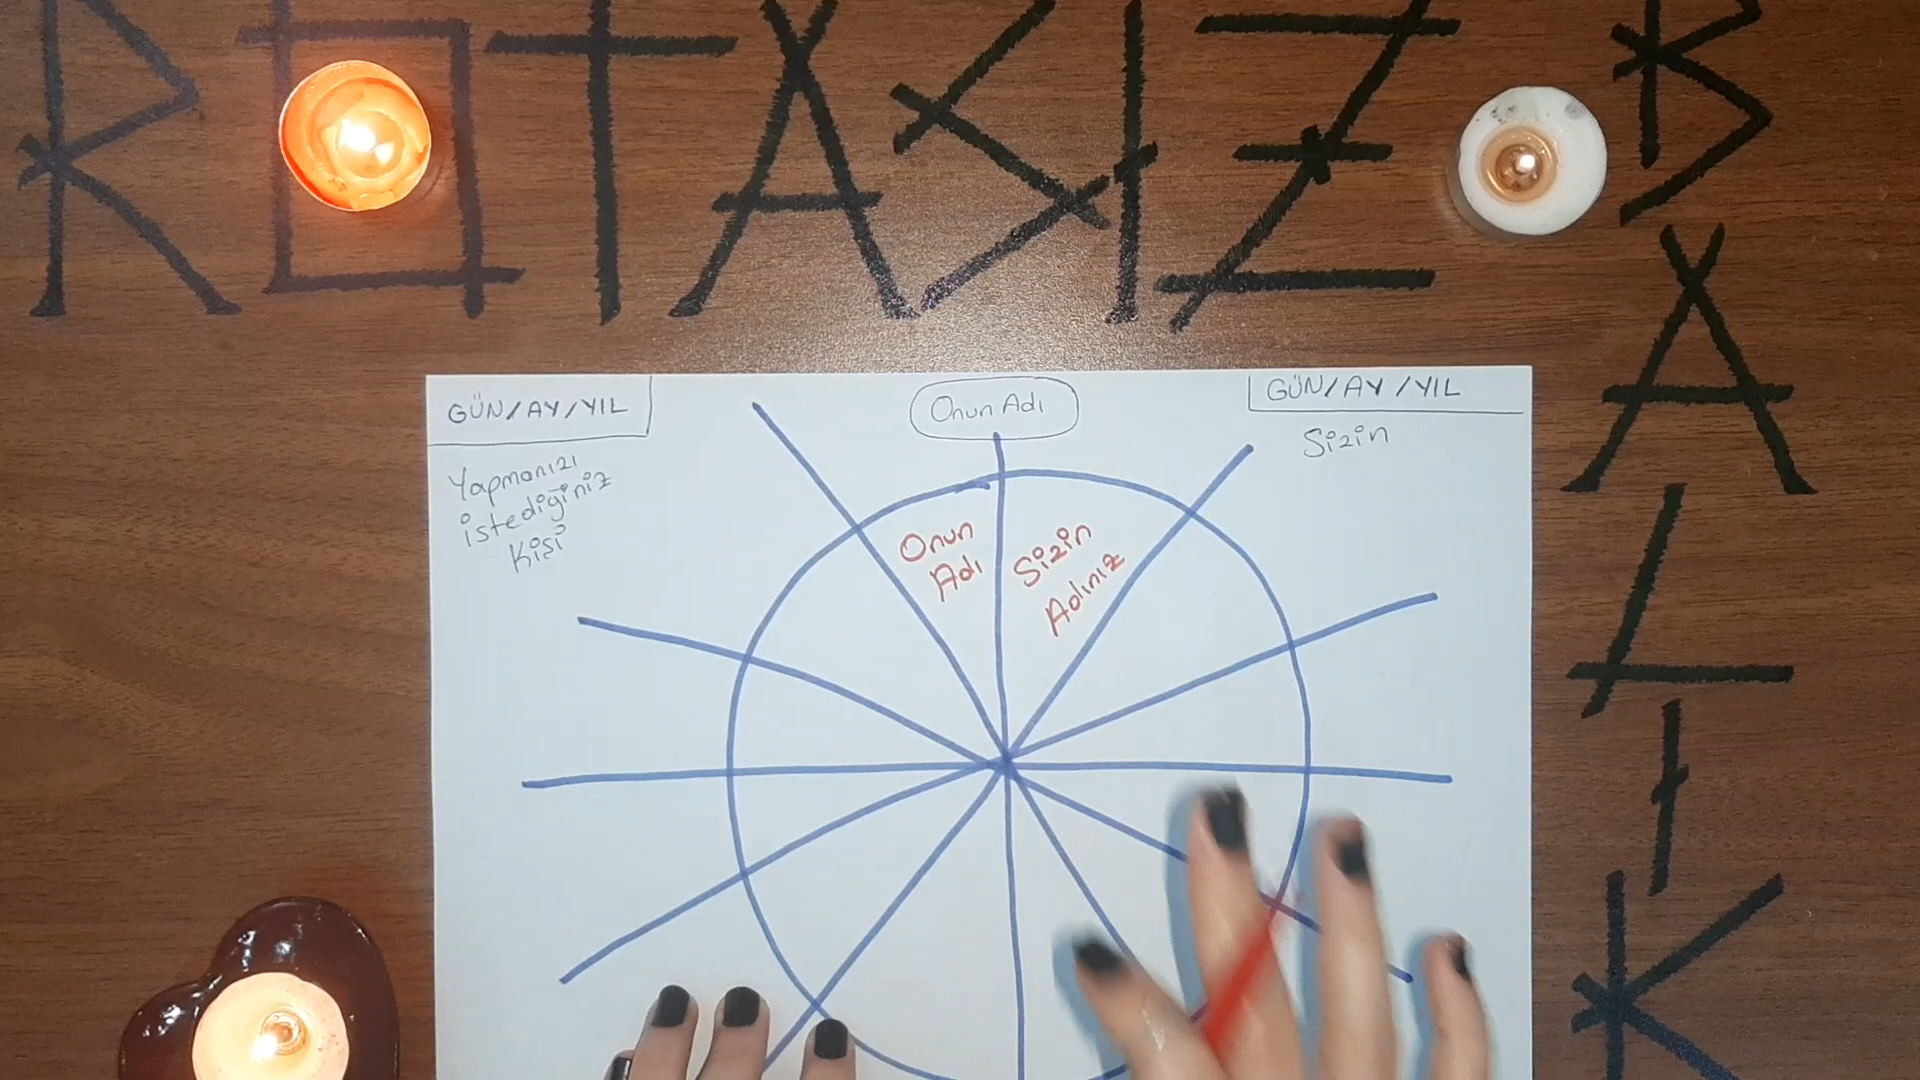 ROTASIZ
BALIK
GÜN/AY/YIL
Yapmanızı
istediğiniz
Kişi
Onun Adı
GÜN/AY/YIL
Sizin
Onun
Adı
Sizin
Adınız